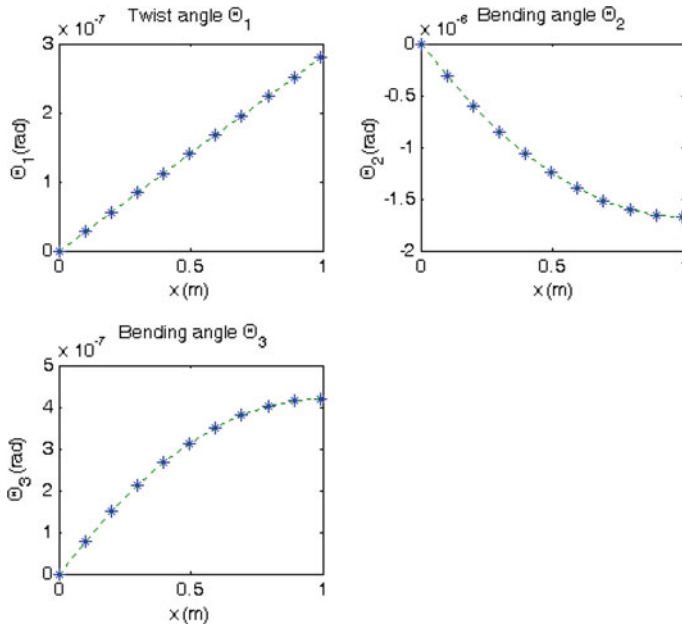 Twist angle Θ₁
x 10⁻⁷
3
2
1
0
Θ₁(rad)
0 0.5 1
x(m)
Bending angle Θ₂
x 10⁻⁶
0
-0.5
-1
-1.5
-2
Θ₂(rad)
0 0.5 1
x(m)
Bending angle Θ₃
x 10⁻⁷
5
4
3
2
1
0
Θ₃(rad)
0 0.5 1
x(m)